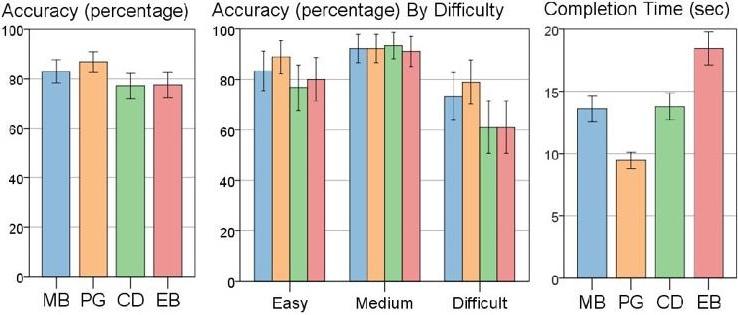 Accuracy (percentage)
100
80
60
40
20
0
MB PG CD EB
Accuracy (percentage) By Difficulty
100
80
60
40
20
0
Easy Medium Difficult
Completion Time (sec)
20
15
10
5
0
MB PG CD EB